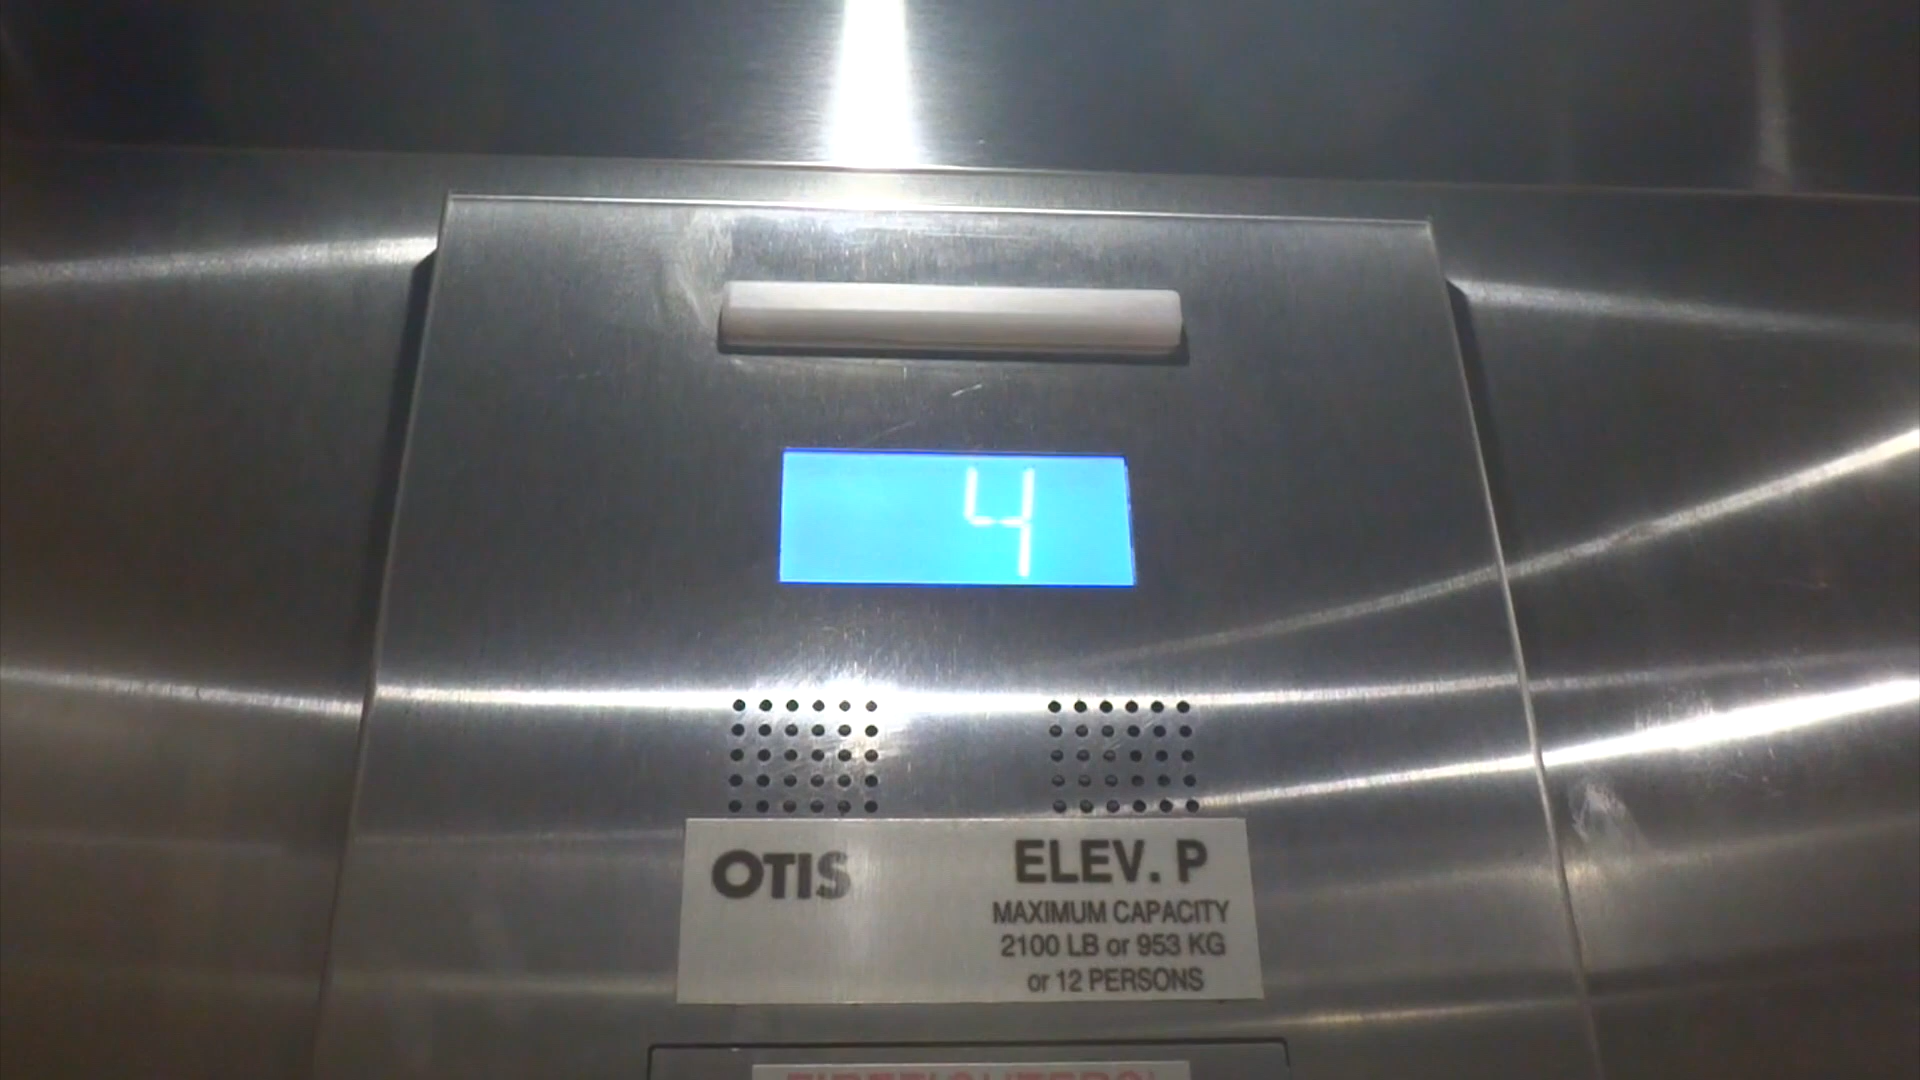 4
OTIS
ELEV. P
MAXIMUM CAPACITY
2100 LB or 953 KG
or 12 PERSONS